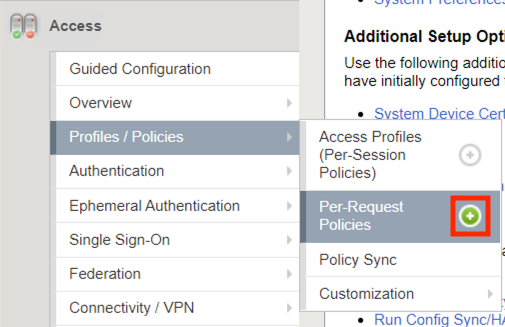 Access
Guided Configuration
Overview
Profiles / Policies
Authentication
Ephemeral Authentication
Single Sign-On
Federation
Connectivity / VPN
Access Profiles
(Per-Session
Policies)
Per-Request
Policies
Policy Sync
Customization
System Preferences
Additional Setup Opti
Use the following additio
have initially configured
System Device Cert
Run Config Sync/HA